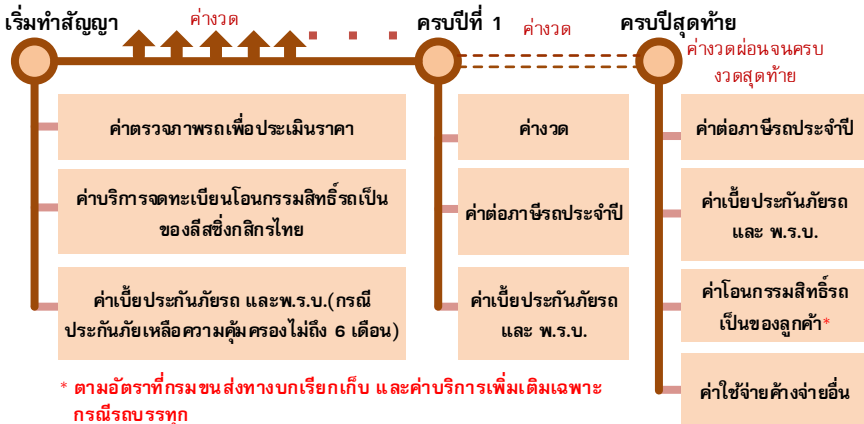 เริ่มทำสัญญา
ค่างวด
ครบปีที่ 1
ค่างวด
ครบปีสุดท้าย
ค่างวดผ่อนจนครบ
งวดสุดท้าย
ค่าตรวจภาพรถเพื่อประเมินราคา
ค่าบริการจดทะเบียนโอนกรรมสิทธิ์รถเป็น
ของลีสซิ่งกสิกรไทย
ค่าเบี้ยประกันภัยรถ และพ.ร.บ.(กรณี
ประกันภัยเหลือความคุ้มครองไม่ถึง 6 เดือน)
ค่างวด
ค่าต่อภาษีรถประจำปี
ค่าเบี้ยประกันภัยรถ
และ พ.ร.บ.
ค่าต่อภาษีรถประจำปี
ค่าเบี้ยประกันภัยรถ
และ พ.ร.บ.
ค่าโอนกรรมสิทธิ์รถ
เป็นของลูกค้า*
ค่าใช้จ่ายค้างจ่ายอื่น
* ตามอัตราที่กรมขนส่งทางบกเรียกเก็บ และค่าบริการเพิ่มเติมเฉพาะ
กรณีรถบรรทุก